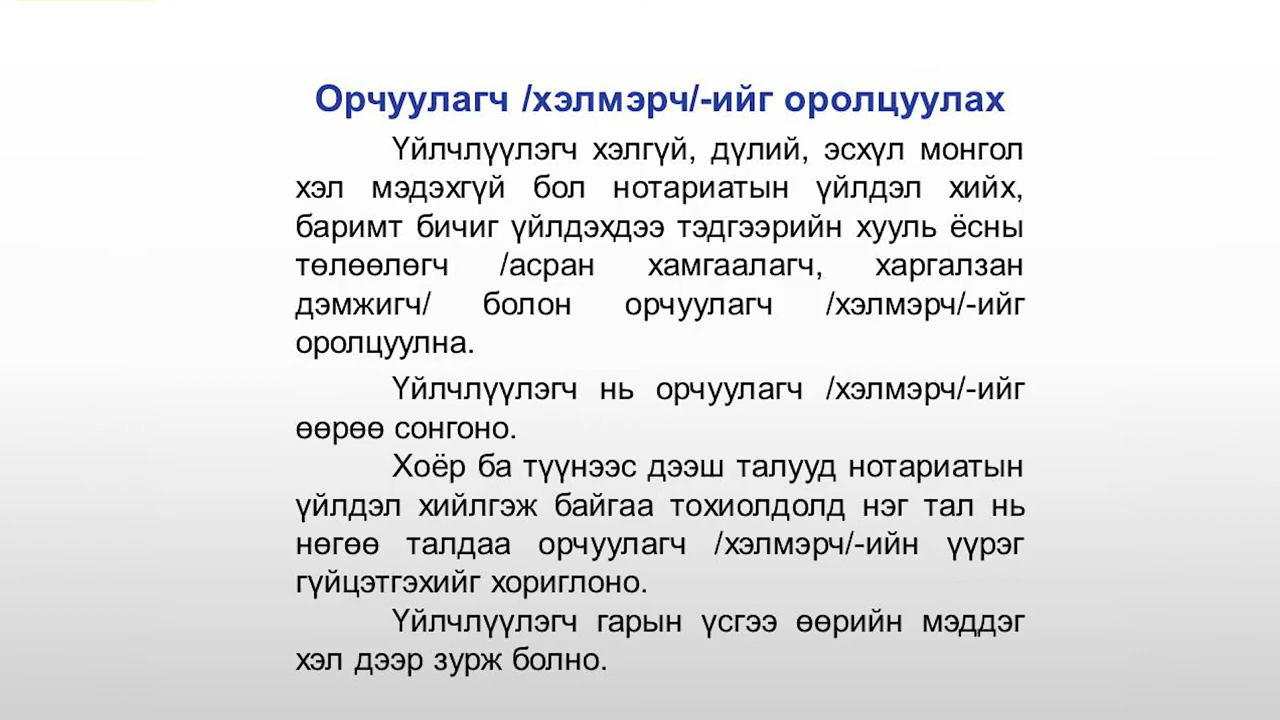 Орчуулагч /хэлмэрч/-ийг оролцуулах
Үйлчлүүлэгч хэлгүй, дүлий, эсхүл монгол
хэл мэдэхгүй бол нотариатын үйлдэл хийх,
баримт бичиг үйлдэхдээ тэдгээрийн хууль ёсны
төлөөлөгч /асран хамгаалагч, харгалзан
дэмжигч/ болон орчуулагч /хэлмэрч/-ийг
оролцуулна.
Үйлчлүүлэгч нь орчуулагч /хэлмэрч/-ийг
өөрөө сонгоно.
Хоёр ба түүнээс дээш талууд нотариатын
үйлдэл хийлгэж байгаа тохиолдолд нэг тал нь
нөгөө талдаа орчуулагч /хэлмэрч/-ийн үүрэг
гүйцэтгэхийг хориглоно.
Үйлчлүүлэгч гарын үсгээ өөрийн мэддэг
хэл дээр зурж болно.